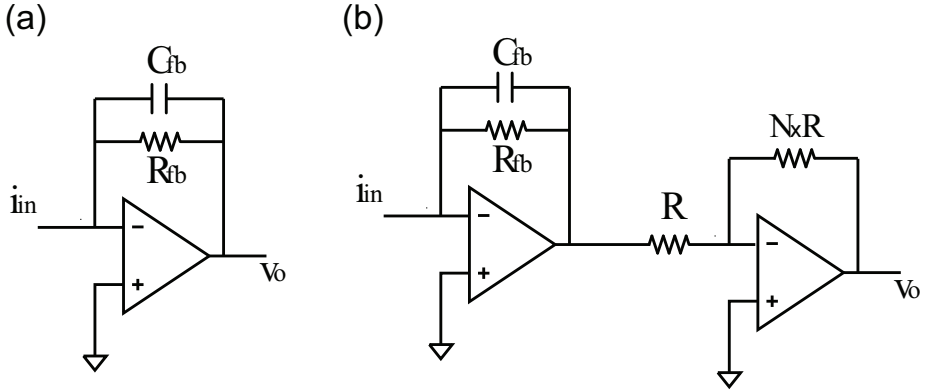 (a)
Cfb
Rfb
iin
−
+
Vo
(b)
Cfb
Rfb
iin
−
+
R
NxR
−
+
Vo